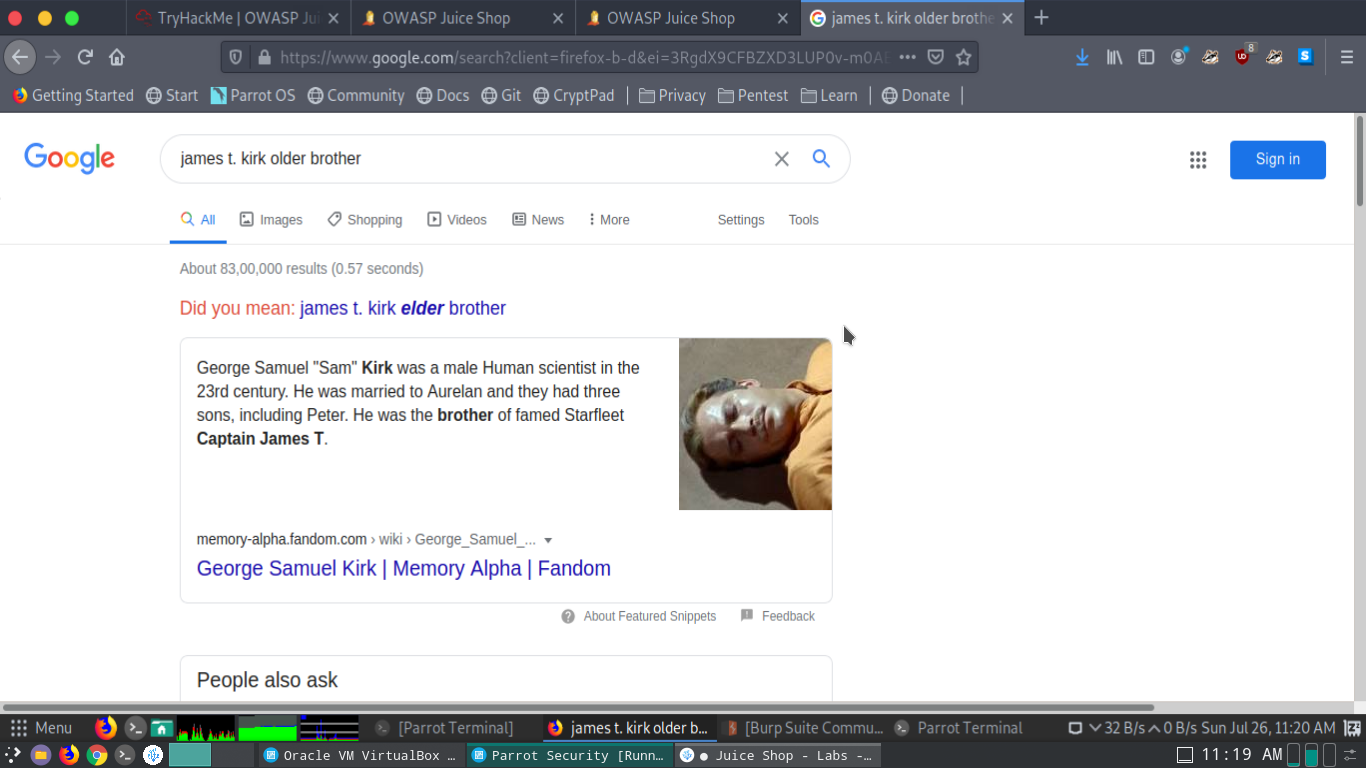 TryHackMe | OWASP Jui
OWASP Juice Shop
OWASP Juice Shop
james t. kirk older brothe
https://www.google.com/search?client=firefox-b-d&ei=3RgdX9CFBZXD3LUP0v-m0AE
8
Getting Started
Start
Parrot OS
Community
Docs
Git
CryptPad
Privacy
Pentest
Learn
Donate
Google
james t. kirk older brother
Sign in
All
Images
Shopping
Videos
News
More
Settings
Tools
About 83,00,000 results (0.57 seconds)
Did you mean: james t. kirk elder brother
George Samuel "Sam" Kirk was a male Human scientist in the
23rd century. He was married to Aurelan and they had three
sons, including Peter. He was the brother of famed Starfleet
Captain James T.
memory-alpha.fandom.com › wiki › George_Samuel_...
George Samuel Kirk | Memory Alpha | Fandom
About Featured Snippets
Feedback
People also ask
Menu
[Parrot Terminal]
james t. kirk older b...
[Burp Suite Commu...
Parrot Terminal
32 B/s 0 B/s Sun Jul 26, 11:20 AM
Oracle VM VirtualBox ...
Parrot Security [Runn...
● Juice Shop - Labs -...
11:19 AM